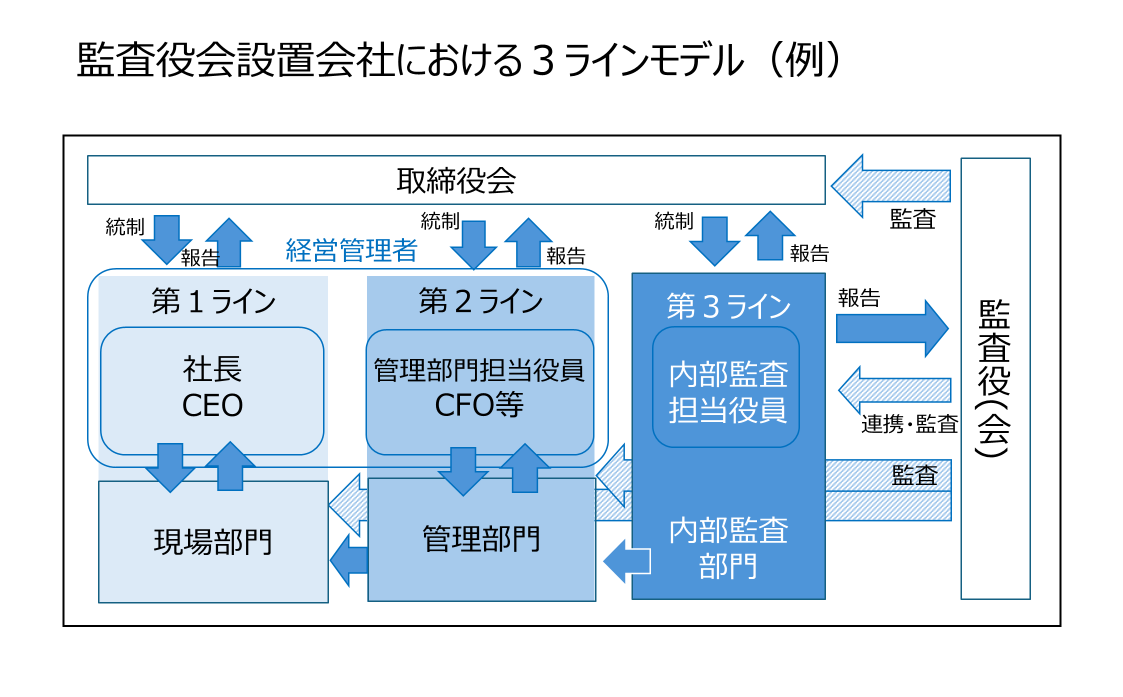 監査役会設置会社における３ラインモデル（例）
取締役会
監査
統制
報告
経営管理者
統制
報告
統制
報告
第１ライン
第２ライン
第３ライン
報告
社長
CEO
管理部門担当役員
CFO等
内部監査
担当役員
連携・監査
監査役(会)
監査
現場部門
管理部門
内部監査
部門